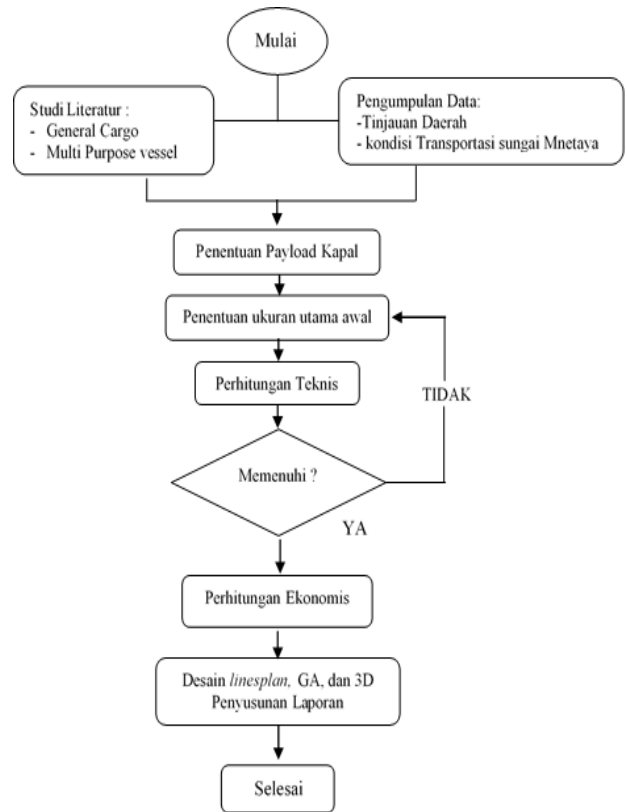 Mulai
Studi Literatur :
- General Cargo
- Multi Purpose vessel
Pengumpulan Data:
-Tinjauan Daerah
- kondisi Transportasi sungai Mnetaya
Penentuan Payload Kapal
Penentuan ukuran utama awal
Perhitungan Teknis
TIDAK
Memenuhi ?
YA
Perhitungan Ekonomis
Desain linesplan, GA, dan 3D
Penyusunan Laporan
Selesai